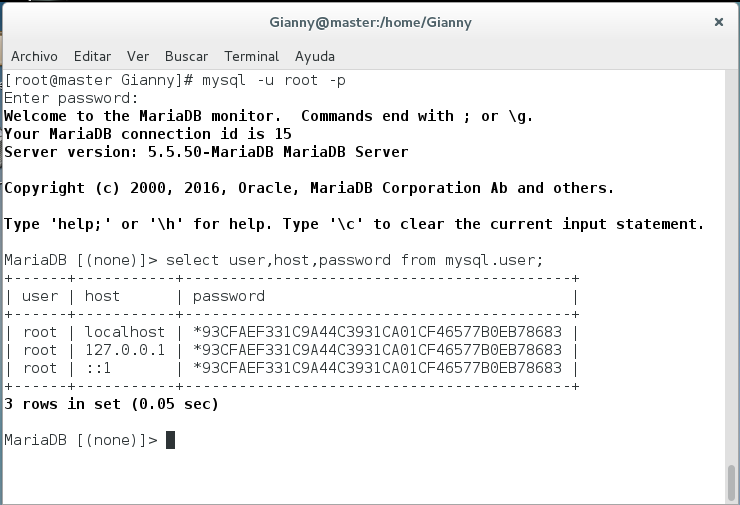 Gianny@master:/home/Gianny
Archivo Editar Ver Buscar Terminal Ayuda
[root@master Gianny]# mysql -u root -p
Enter password:
Welcome to the MariaDB monitor.  Commands end with ; or \g.
Your MariaDB connection id is 15
Server version: 5.5.50-MariaDB MariaDB Server
Copyright (c) 2000, 2016, Oracle, MariaDB Corporation Ab and others.
Type 'help;' or '\h' for help. Type '\c' to clear the current input statement.
MariaDB [(none)]> select user,host,password from mysql.user;
+------+-----------+-------------------------------------------+
| user | host      | password                                  |
+------+-----------+-------------------------------------------+
| root | localhost | *93CFAEF331C9A44C3931CA01CF46577B0EB78683 |
| root | 127.0.0.1 | *93CFAEF331C9A44C3931CA01CF46577B0EB78683 |
| root | ::1       | *93CFAEF331C9A44C3931CA01CF46577B0EB78683 |
+------+-----------+-------------------------------------------+
3 rows in set (0.05 sec)
MariaDB [(none)]>